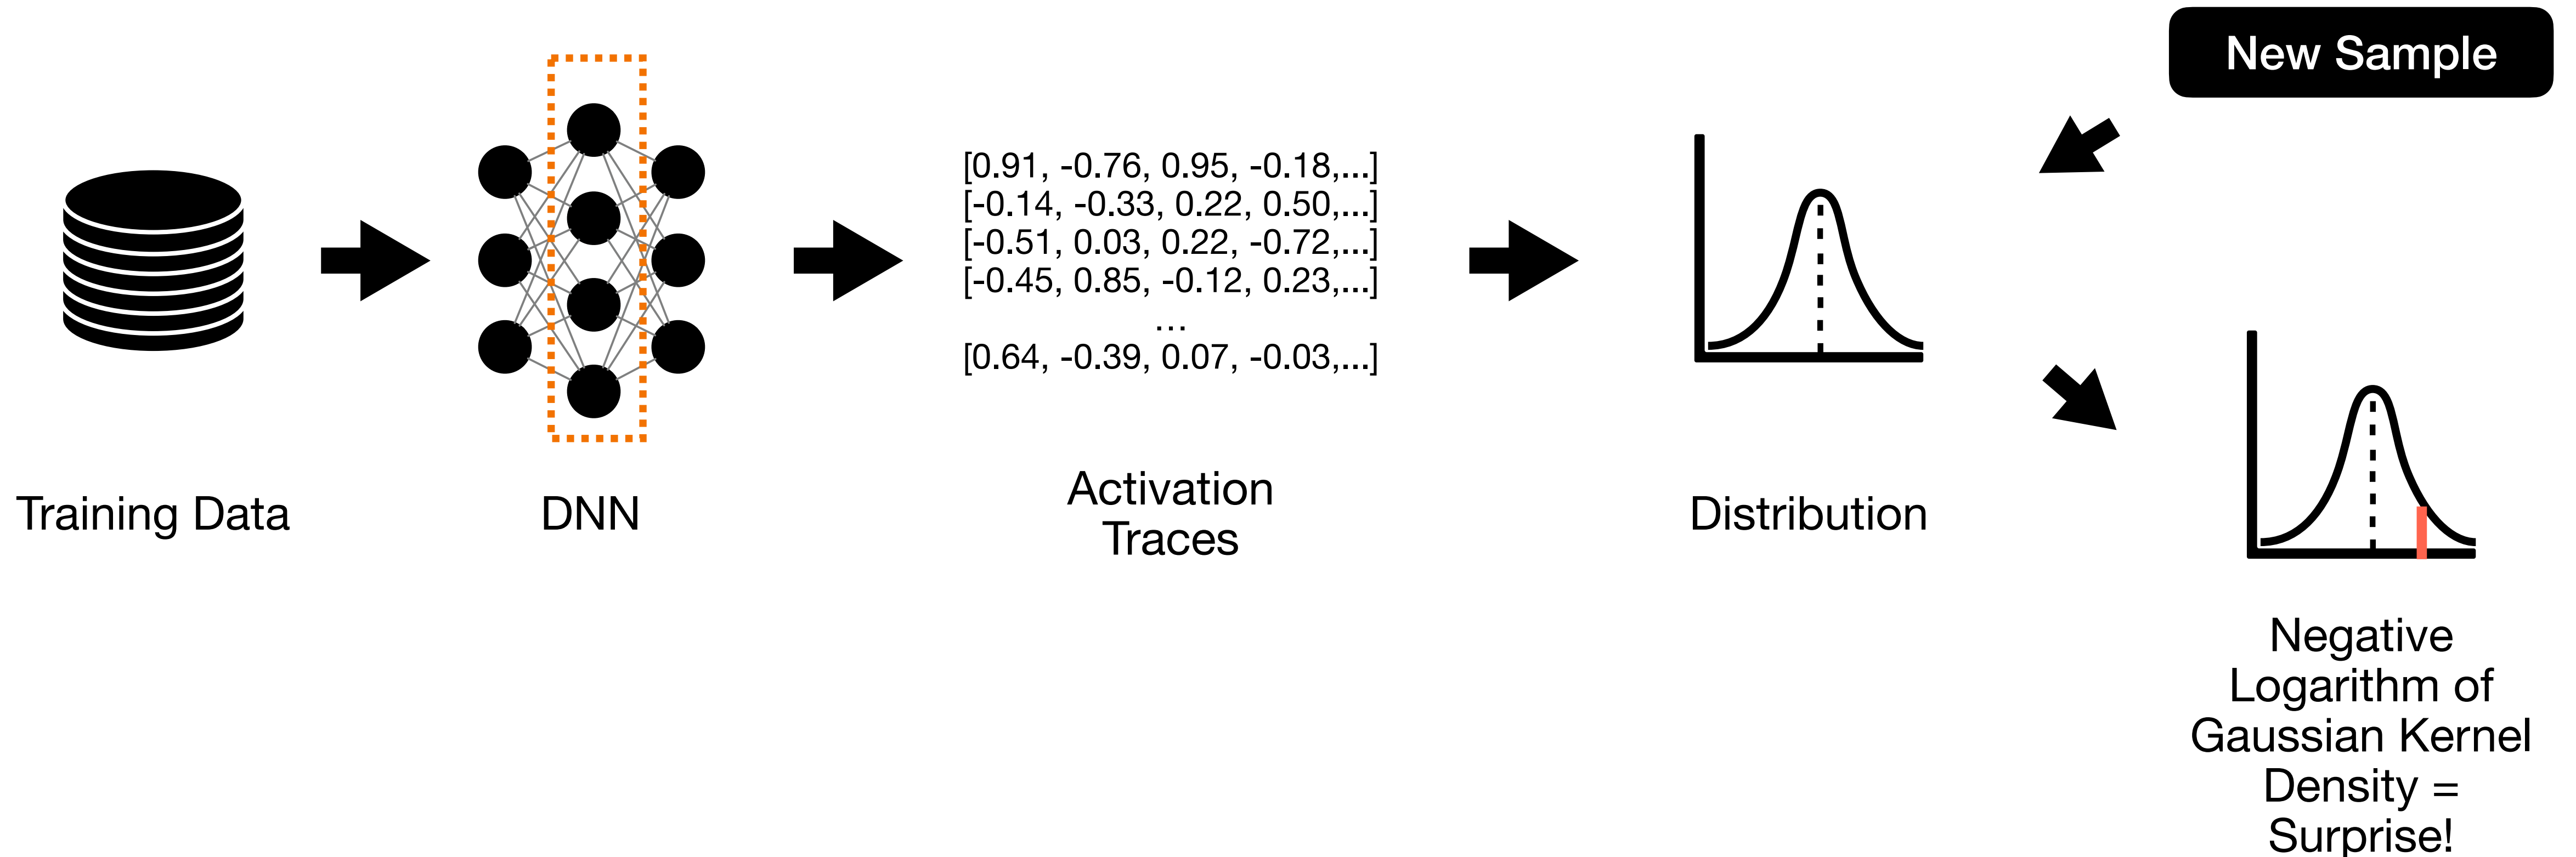 New Sample
[0.91, -0.76, 0.95, -0.18,...]
[-0.14, -0.33, 0.22, 0.50,...]
[-0.51, 0.03, 0.22, -0.72,...]
[-0.45, 0.85, -0.12, 0.23,...]
...
[0.64, -0.39, 0.07, -0.03,...]
Training Data
DNN
Activation
Traces
Distribution
Negative
Logarithm of
Gaussian Kernel
Density =
Surprise!